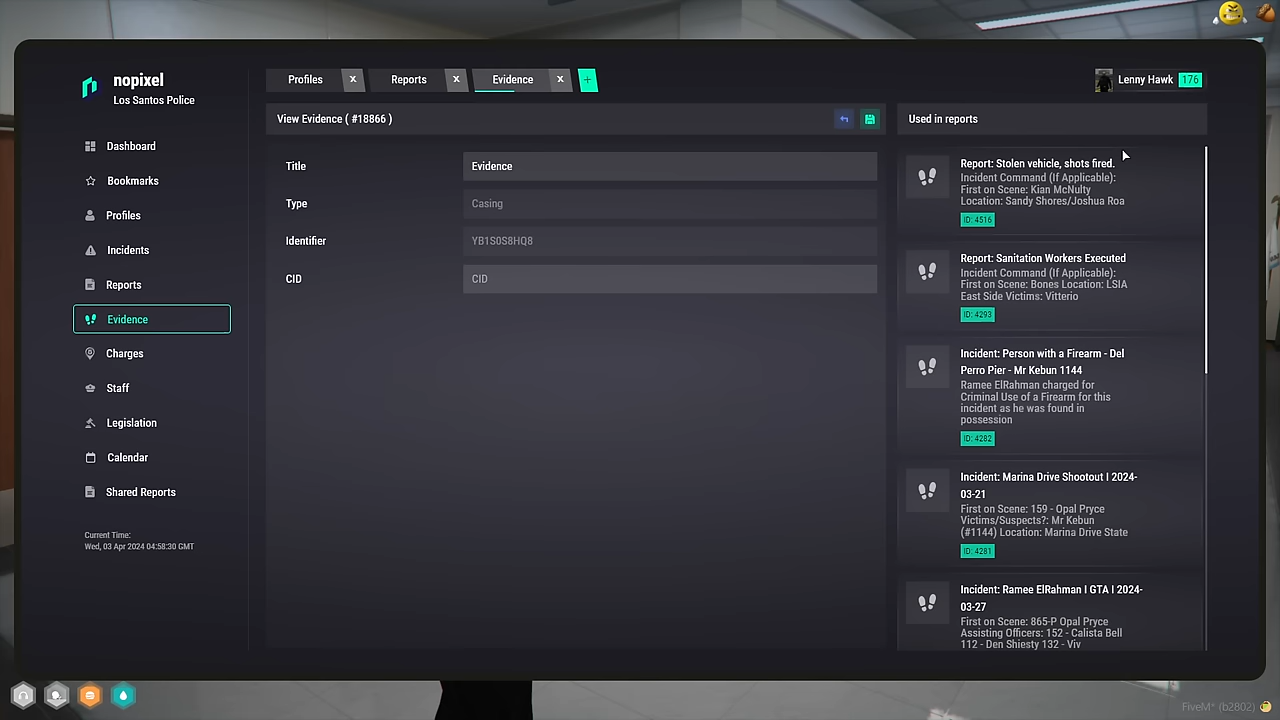 nopixel
Los Santos Police
Dashboard
Bookmarks
Profiles
Incidents
Reports
Evidence
Charges
Staff
Legislation
Calendar
Shared Reports
Current Time:
Wed, 03 Apr 2024 04:58:30 GMT
Profiles x Reports x Evidence x +
Lenny Hawk 176
View Evidence ( #18866 )
Title Evidence
Type Casing
Identifier YB1S0S8HQ8
CID CID
Used in reports
Report: Stolen vehicle, shots fired.
Incident Command (If Applicable):
First on Scene: Kian McNulty
Location: Sandy Shores/Joshua Roa
ID: 4516
Report: Sanitation Workers Executed
Incident Command (If Applicable):
First on Scene: Bones Location: LSIA
East Side Victims: Vitterio
ID: 4293
Incident: Person with a Firearm - Del
Perro Pier - Mr Kebun 1144
Ramee ElRahman charged for
Criminal Use of a Firearm for this
incident as he was found in
possession
ID: 4282
Incident: Marina Drive Shootout | 2024-
03-21
First on Scene: 159 - Opal Pryce
Victims/Suspects?: Mr Kebun
(#1144) Location: Marina Drive State
ID: 4281
Incident: Ramee ElRahman | GTA | 2024-
03-27
First on Scene: 865-P Opal Pryce
Assisting Officers: 152 - Calista Bell
112 - Den Shiesty 132 - Viv
FiveM* (b2802)